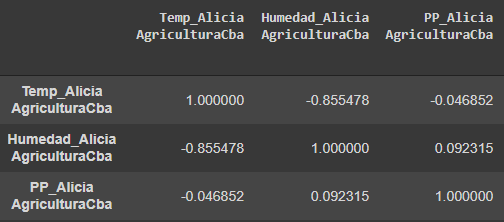 Temp_Alicia Humedad_Alicia PP_Alicia
AgriculturaCba AgriculturaCba AgriculturaCba
Temp_Alicia
AgriculturaCba 1.000000 -0.855478 -0.046852
Humedad_Alicia
AgriculturaCba -0.855478 1.000000 0.092315
PP_Alicia
AgriculturaCba -0.046852 0.092315 1.000000